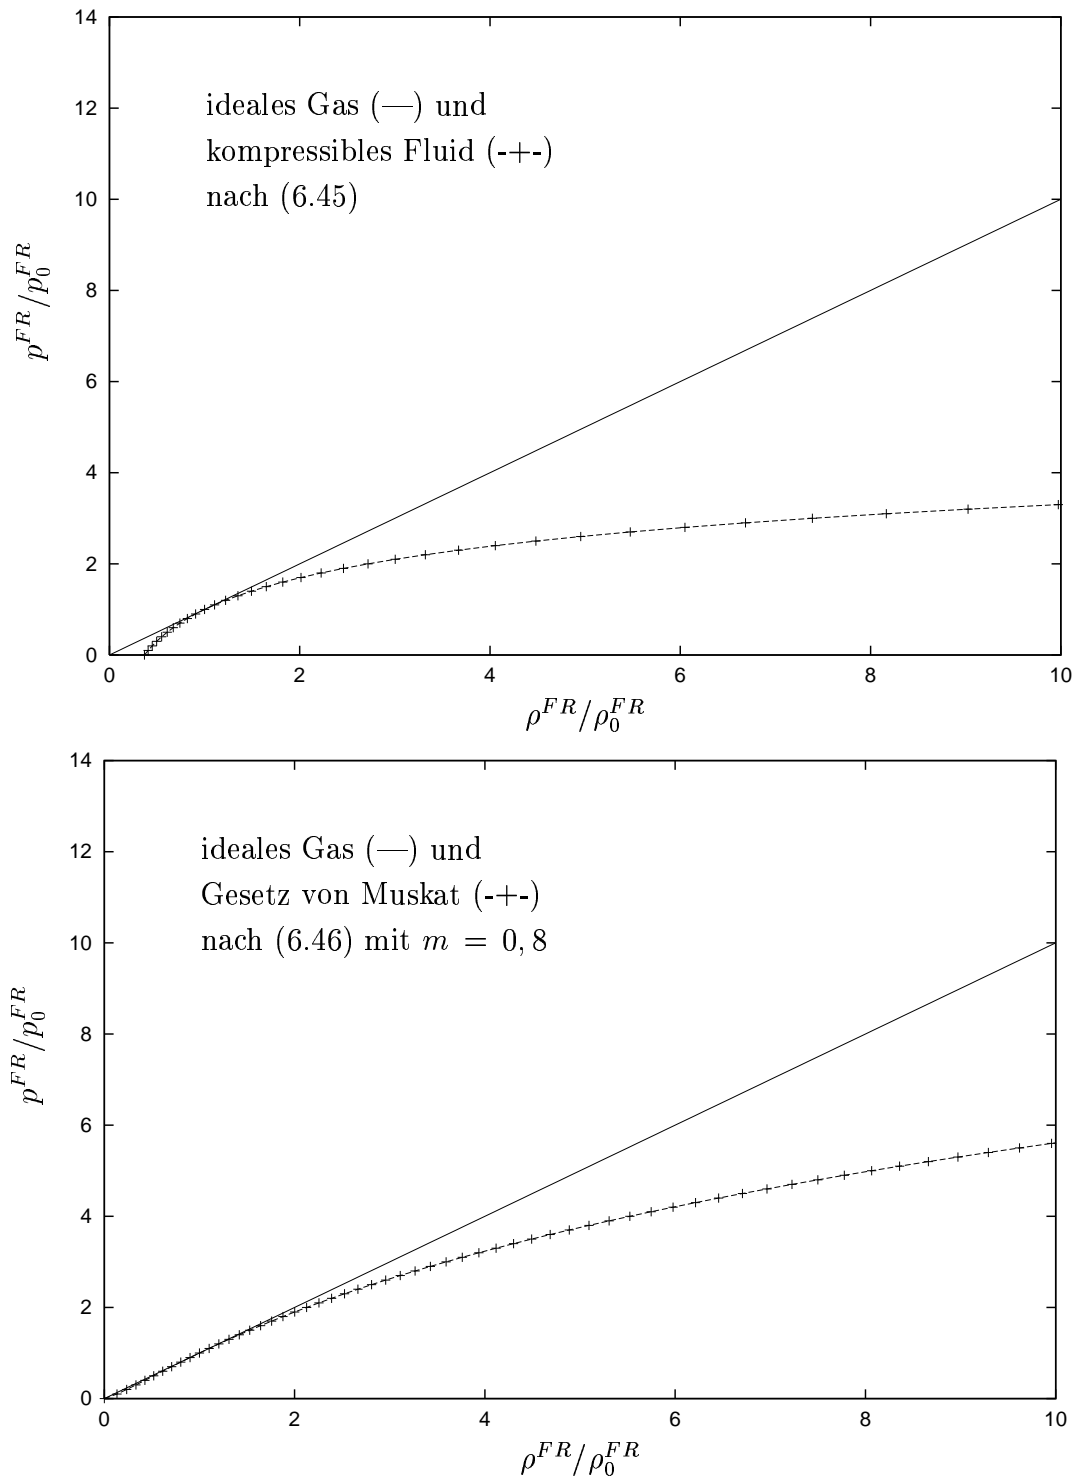 14
12
10
8
6
4
2
0
ideales Gas (—) und
kompressibles Fluid (-+-)
nach (6.45)
p^{FR}/p_0^{FR}
0 2 4 6 8 10
ρ^{FR}/ρ_0^{FR}
14
12
10
8
6
4
2
0
ideales Gas (—) und
Gesetz von Muskat (-+-)
nach (6.46) mit m = 0, 8
p^{FR}/p_0^{FR}
0 2 4 6 8 10
ρ^{FR}/ρ_0^{FR}